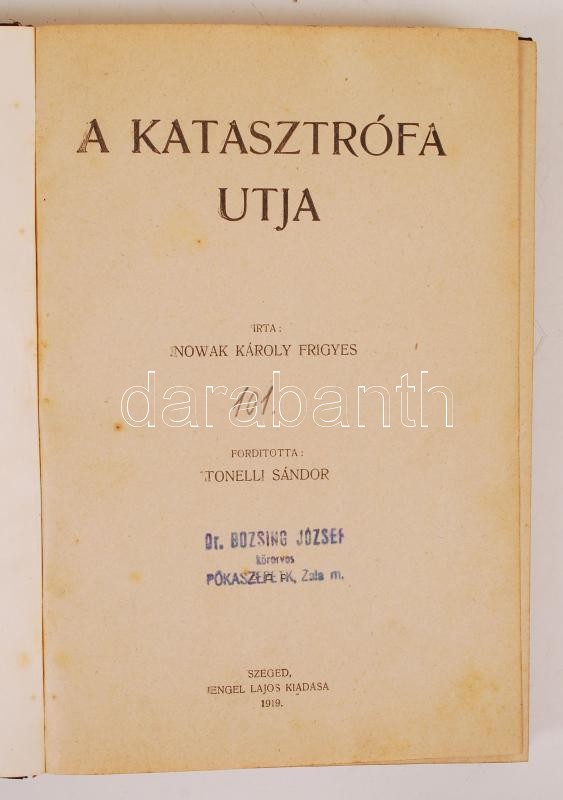 A KATASZTRÓFA
UTJA
IRTA:
NOWAK KÁROLY FRIGYES
101.
darabanth
FORDITOTTA:
TONELLI SÁNDOR
Dr. BOZSING JÓZSEF
körorvos
PÓKASZEPETK, Zala m.
SZEGED,
ENGEL LAJOS KIADÁSA
1919.